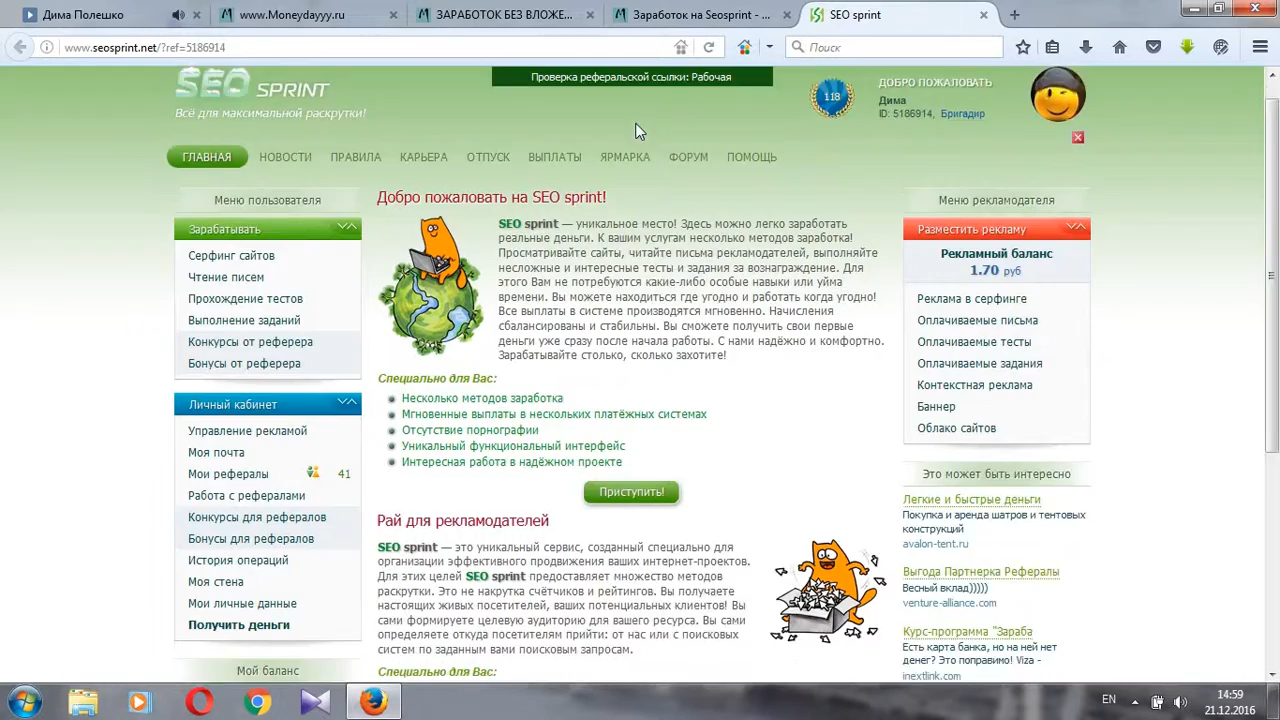 Дима Полешко
www.Moneydayyy.ru
ЗАРАБОТОК БЕЗ ВЛОЖЕ...
Заработок на Seosprint - ...
SEO sprint
www.seosprint.net/?ref=5186914
Поиск
SEO SPRINT
Всё для максимальной раскрутки!
Проверка реферальской ссылки: Рабочая
118
ДОБРО ПОЖАЛОВАТЬ
Дима
ID: 5186914, Бригадир
ГЛАВНАЯ
НОВОСТИ
ПРАВИЛА
КАРЬЕРА
ОТПУСК
ВЫПЛАТЫ
ЯРМАРКА
ФОРУМ
ПОМОЩЬ
Меню пользователя
Зарабатывать
Серфинг сайтов
Чтение писем
Прохождение тестов
Выполнение заданий
Конкурсы от реферера
Бонусы от реферера
Личный кабинет
Управление рекламой
Моя почта
Мои рефералы 41
Работа с рефералами
Конкурсы для рефералов
Бонусы для рефералов
История операций
Моя стена
Мои личные данные
Получить деньги
Мой баланс
Добро пожаловать на SEO sprint!
SEO sprint — уникальное место! Здесь можно легко заработать
реальные деньги. К вашим услугам несколько методов заработка!
Просматривайте сайты, читайте письма рекламодателей, выполняйте
несложные и интересные тесты и задания за вознаграждение. Для
этого Вам не потребуются какие-либо особые навыки или уйма
времени. Вы можете находиться где угодно и работать когда угодно!
Все выплаты в системе производятся мгновенно. Начисления
сбалансированы и стабильны. Вы сможете получить свои первые
деньги уже сразу после начала работы. С нами надёжно и комфортно.
Зарабатывайте столько, сколько захотите!
Специально для Вас:
Несколько методов заработка
Мгновенные выплаты в нескольких платёжных системах
Отсутствие порнографии
Уникальный функциональный интерфейс
Интересная работа в надёжном проекте
Приступить!
Рай для рекламодателей
SEO sprint — это уникальный сервис, созданный специально для
организации эффективного продвижения ваших интернет-проектов.
Для этих целей SEO sprint предоставляет множество методов
раскрутки. Это не накрутка счётчиков и рейтингов. Вы получаете
настоящих живых посетителей, ваших потенциальных клиентов! Вы
сами формируете целевую аудиторию для вашего ресурса. Вы сами
определяете откуда посетителям прийти: от нас или с поисковых
систем по заданным вами поисковым запросам.
Специально для Вас:
Меню рекламодателя
Разместить рекламу
Рекламный баланс
1.70 руб
Реклама в серфинге
Оплачиваемые письма
Оплачиваемые тесты
Оплачиваемые задания
Контекстная реклама
Баннер
Облако сайтов
Это может быть интересно
Легкие и быстрые деньги
Покупка и аренда шатров и тентовых
конструкций
avalon-tent.ru
Выгода Партнерка Рефералы
Весный вклад)))))
venture-alliance.com
Курс-программа "Зараба
Есть карта банка, но на ней нет
денег? Это поправимо! Viza -
inextlink.com
EN
14:59
21.12.2016